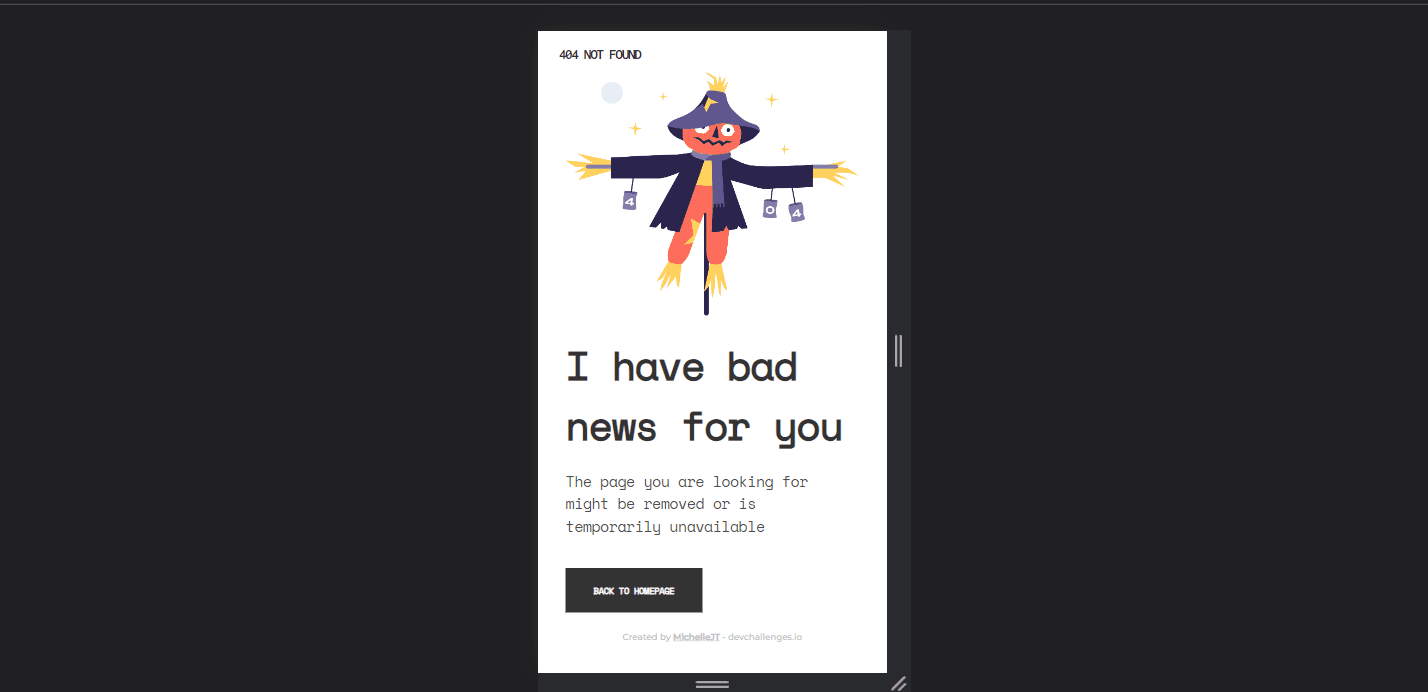 404 NOT FOUND
4
0
4
I have bad
news for you
The page you are looking for
might be removed or is
temporarily unavailable
BACK TO HOMEPAGE
Created by MichelleJT - devchallenges.io